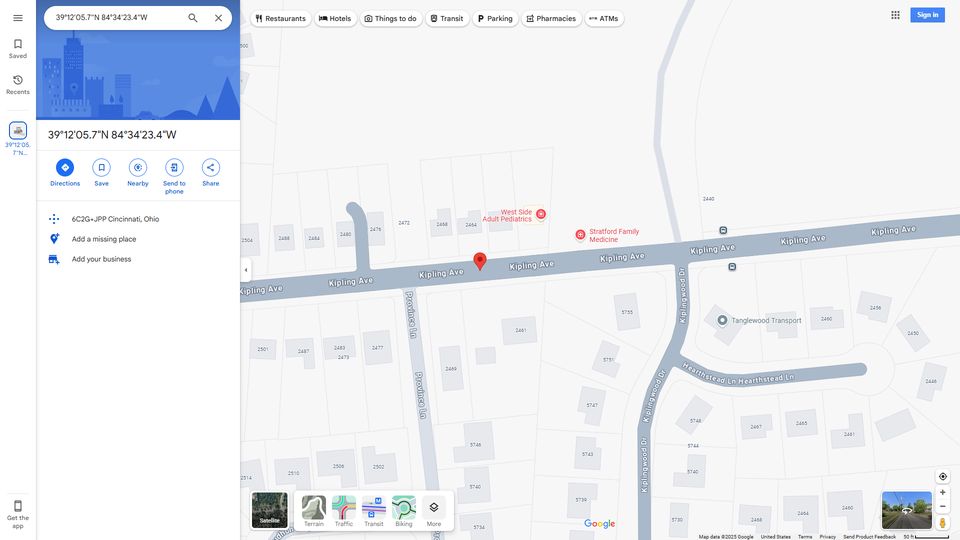 39°12'05.7"N 84°34'23.4"W
Restaurants
Hotels
Things to do
Transit
Parking
Pharmacies
ATMs
Sign in
Saved
Recents
39°12'05.
7"N...
39°12'05.7"N 84°34'23.4"W
Directions
Save
Nearby
Send to
phone
Share
6C2G+JPP Cincinnati, Ohio
Add a missing place
Add your business
Get the
app
2504
2488
2484
2480
2476
2472
2468
2464
West Side
Adult Pediatrics
Stratford Family
Medicine
2440
Kipling Ave
Kipling Ave
Kipling Ave
Kipling Ave
Kipling Ave
Kipling Ave
Kipling Ave
Kipling Ave
Province Ln
Province Ln
Kiplingwood Dr
Kiplingwood Dr
Kiplingwood Dr
Hearthstead Ln
Hearthstead Ln
Tanglewood Transport
5755
2461
2460
2456
2450
2446
2501
2487
2483
2473
2477
2469
5751
5747
5748
5744
2467
2465
2461
5746
5743
5740
5740
2514
2510
2506
2502
5739
5734
5730
2507
Satellite
Terrain
Traffic
Transit
Biking
More
Google
Map data ©2025 Google
United States
Terms
Privacy
Send Product Feedback
50 ft